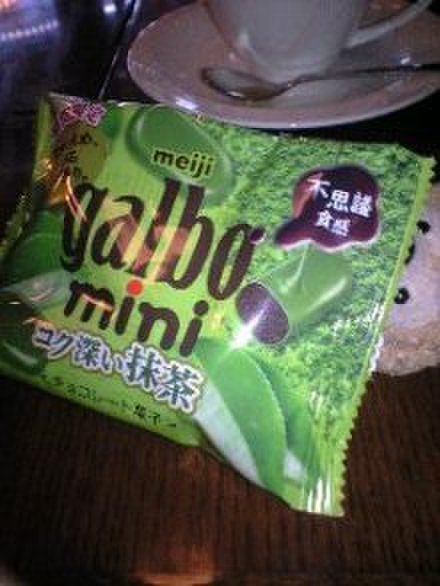 meiji
galbo
mini
不思議
食感
コク深い抹茶
チョコレート菓子